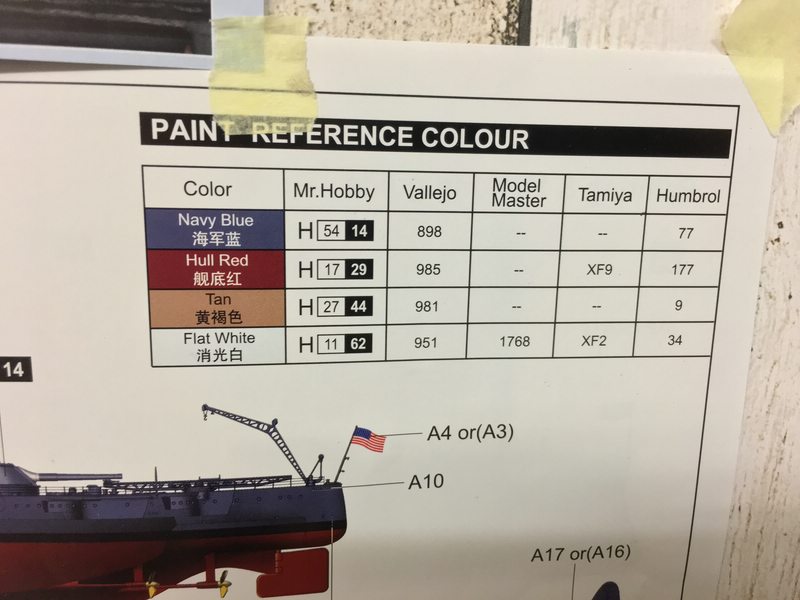 PAINT REFERENCE COLOUR
Color Mr.Hobby Vallejo Model Master Tamiya Humbrol
Navy Blue
海军蓝 H 54 14 898 -- -- 77
Hull Red
舰底红 H 17 29 985 -- XF9 177
Tan
黄褐色 H 27 44 981 -- -- 9
Flat White
消光白 H 11 62 951 1768 XF2 34
14
A4 or(A3)
A10
A17 or(A16)